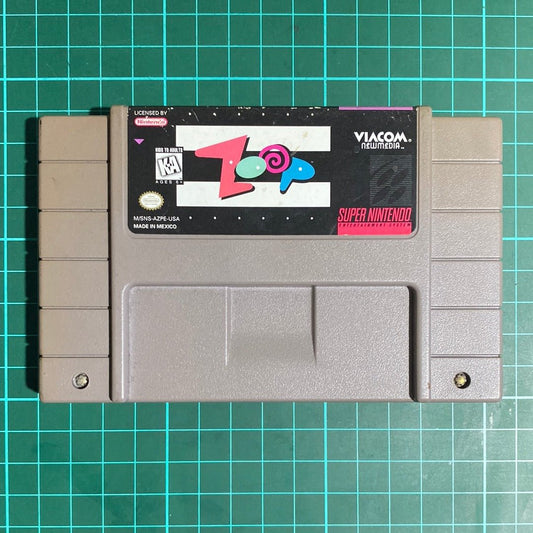 LICENSED BY
Nintendo
KIDS TO ADULTS
K-A
AGES 6+
M/SNS-AZPE-USA
MADE IN MEXICO
ZOOP
VIACOM
NEWMEDIA
SUPER NINTENDO
ENTERTAINMENT SYSTEM